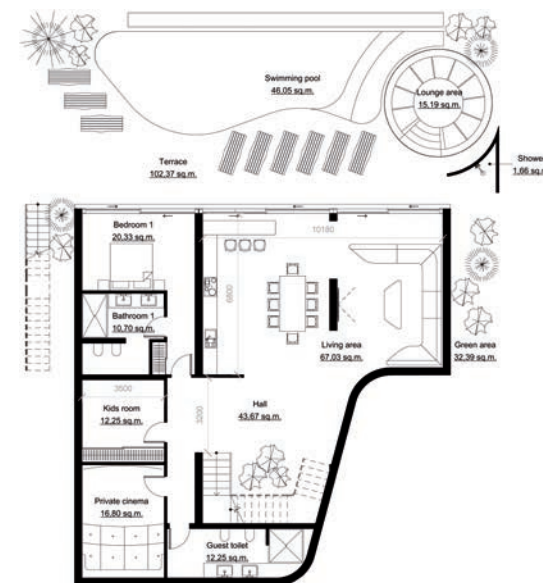 Swimming pool
46,05 sq.m.
Lounge area
15,19 sq.m.
Terrace
102,37 sq.m.
Shower
1,66 sq.m.
Bedroom 1
20,33 sq.m.
10180
6800
Bathroom 1
10,70 sq.m.
Living area
67,03 sq.m.
Green area
32,39 sq.m.
3500
Kids room
12,25 sq.m.
Hall
43,67 sq.m.
3200
Private cinema
16,80 sq.m.
Guest toilet
12,25 sq.m.